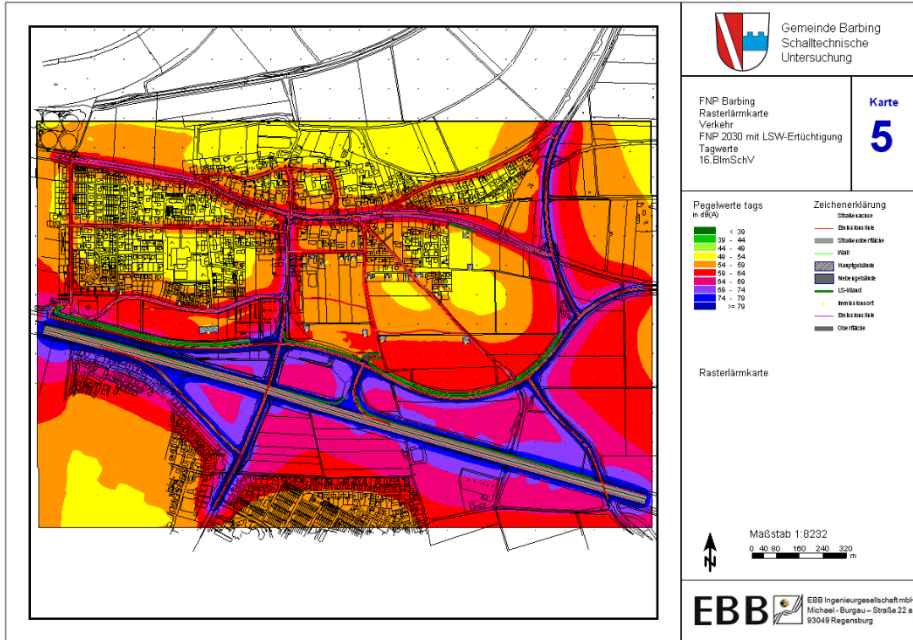 Gemeinde Barbing
Schalltechnische
Untersuchung
FNP Barbing
Rasterlärmkarte
Verkehr
FNP 2030 mit LSW-Ertüchtigung
Tagwerte
16.BImSchV
Karte
5
Pegelwerte tags
in dB(A)
< 39
39 - 44
44 - 49
49 - 54
54 - 59
59 - 64
64 - 69
69 - 74
74 - 79
>= 79
Zeichenerklärung
Straßenachse
Emissionslinie
Straßenoberfläche
Wall
Hauptgebäude
Nebengebäude
LS-Wand
Immissionsort
Emissionslinie
Oberfläche
Rasterlärmkarte
N
Maßstab 1:8232
0 40 80 160 240 320
m
EBB
EBB Ingenieurgesellschaft mbH
Michael - Burgau – Straße 22 a
93049 Regensburg